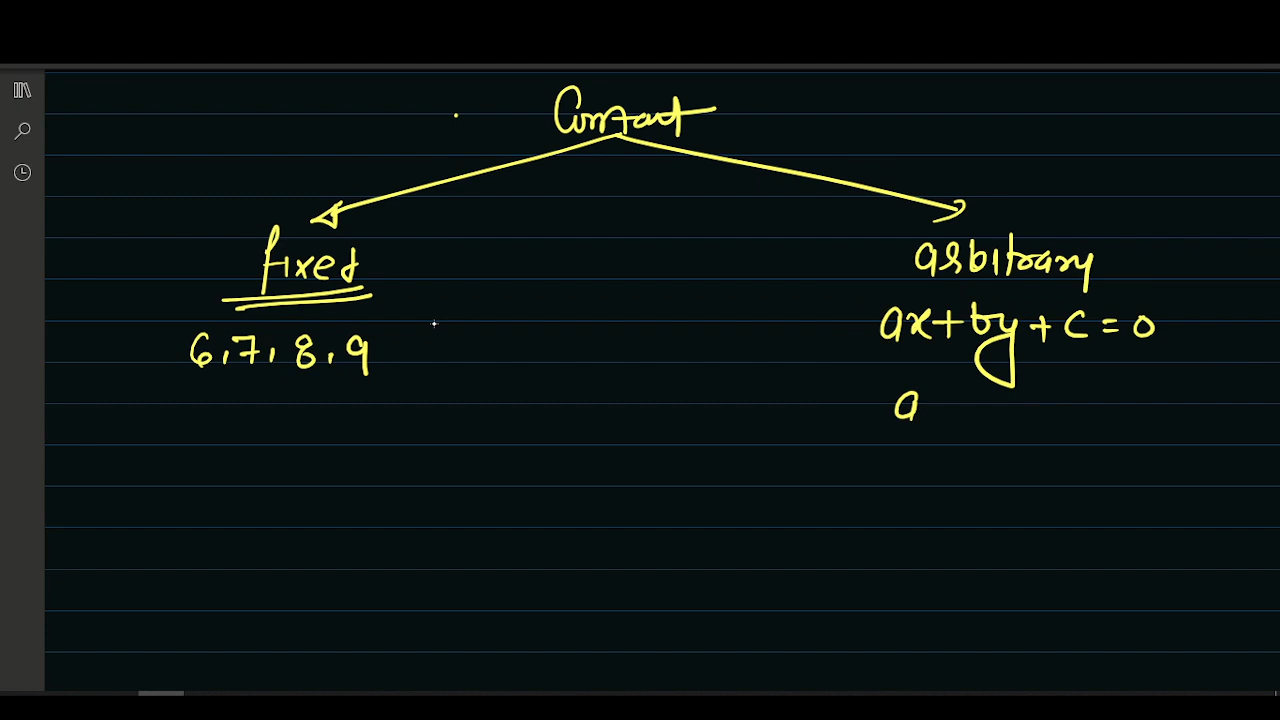 Constant
fixed
arbitrary
6, 7, 8, 9
ax + by + c = 0
a